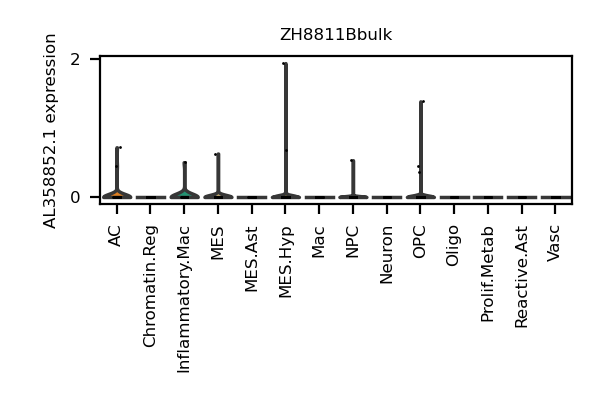 ZH8811Bbulk
AL358852.1 expression
2
0
AC
Chromatin.Reg
Inflammatory.Mac
MES
MES.Ast
MES.Hyp
Mac
NPC
Neuron
OPC
Oligo
Prolif.Metab
Reactive.Ast
Vasc